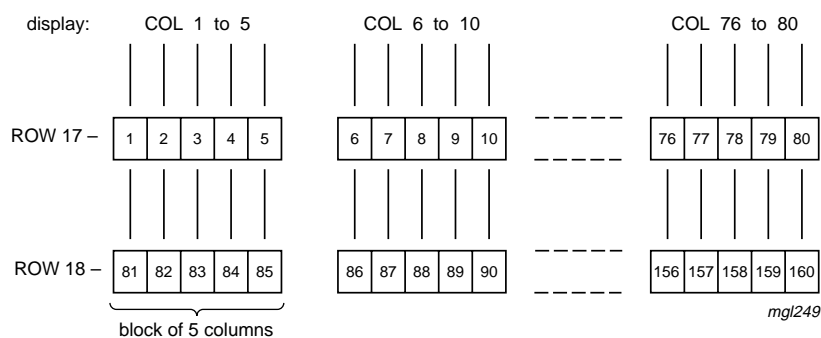 display: COL 1 to 5 COL 6 to 10 COL 76 to 80
ROW 17 – 1 2 3 4 5 6 7 8 9 10 76 77 78 79 80
ROW 18 – 81 82 83 84 85 86 87 88 89 90 156 157 158 159 160
mgl249
block of 5 columns